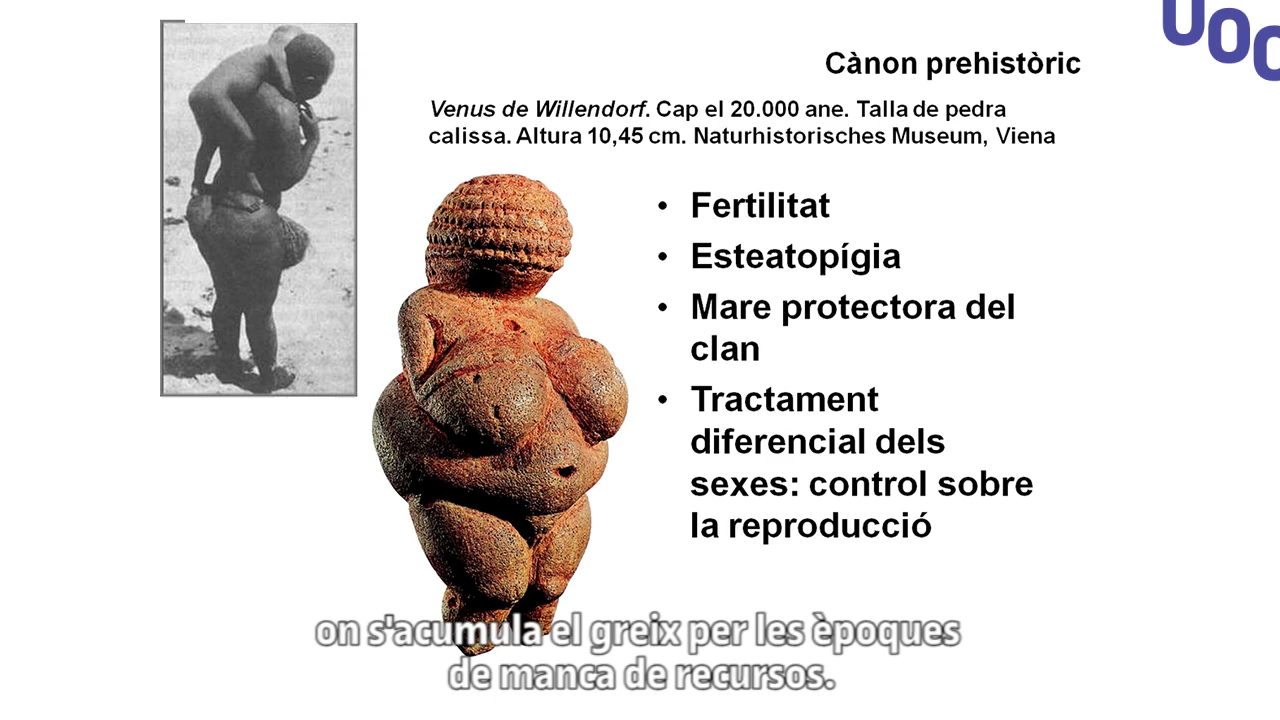 UOC
Cànon prehistòric
Venus de Willendorf. Cap el 20.000 ane. Talla de pedra
calissa. Altura 10,45 cm. Naturhistorisches Museum, Viena
• Fertilitat
• Esteatopígia
• Mare protectora del
clan
• Tractament
diferencial dels
sexes: control sobre
la reproducció
on s'acumula el greix per les èpoques
de manca de recursos.